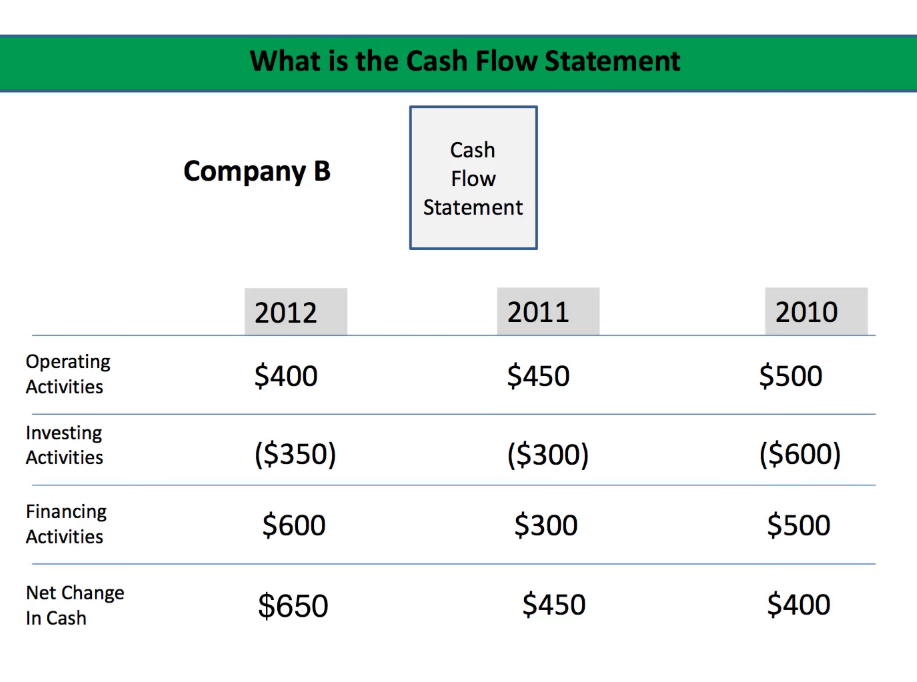 What is the Cash Flow Statement
Company B
Cash
Flow
Statement
2012 2011 2010
Operating
Activities
$400 $450 $500
Investing
Activities
($350) ($300) ($600)
Financing
Activities
$600 $300 $500
Net Change
In Cash
$650 $450 $400